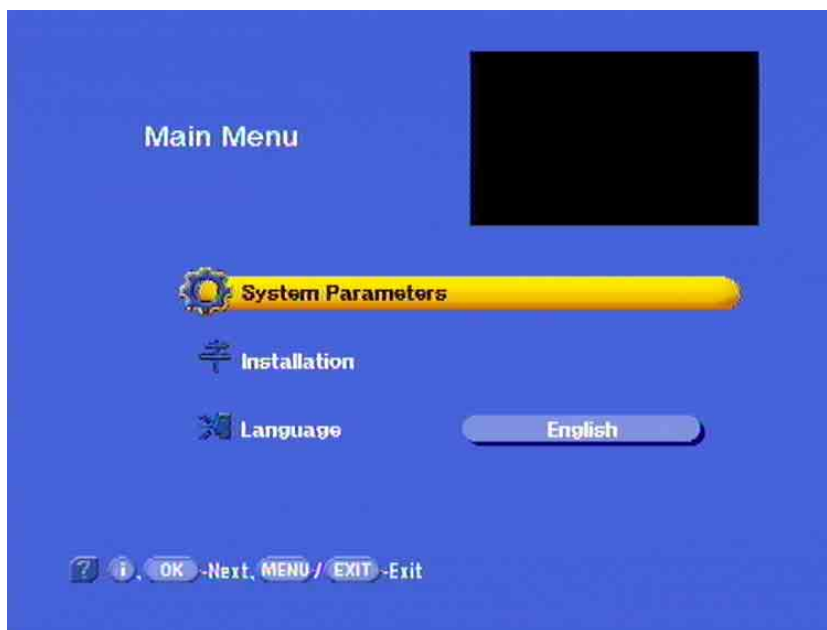 Main Menu
System Parameters
Installation
Language English
? i, OK -Next, MENU / EXIT -Exit